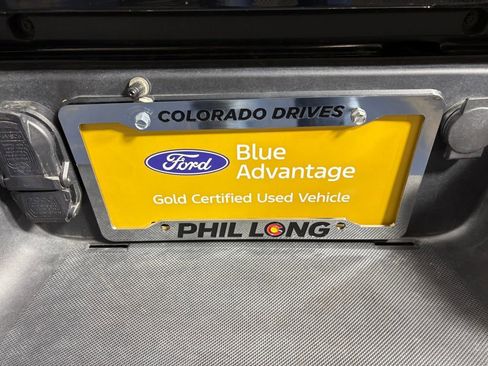 COLORADO DRIVES
Ford
Blue
Advantage
Gold Certified Used Vehicle
PHIL LONG